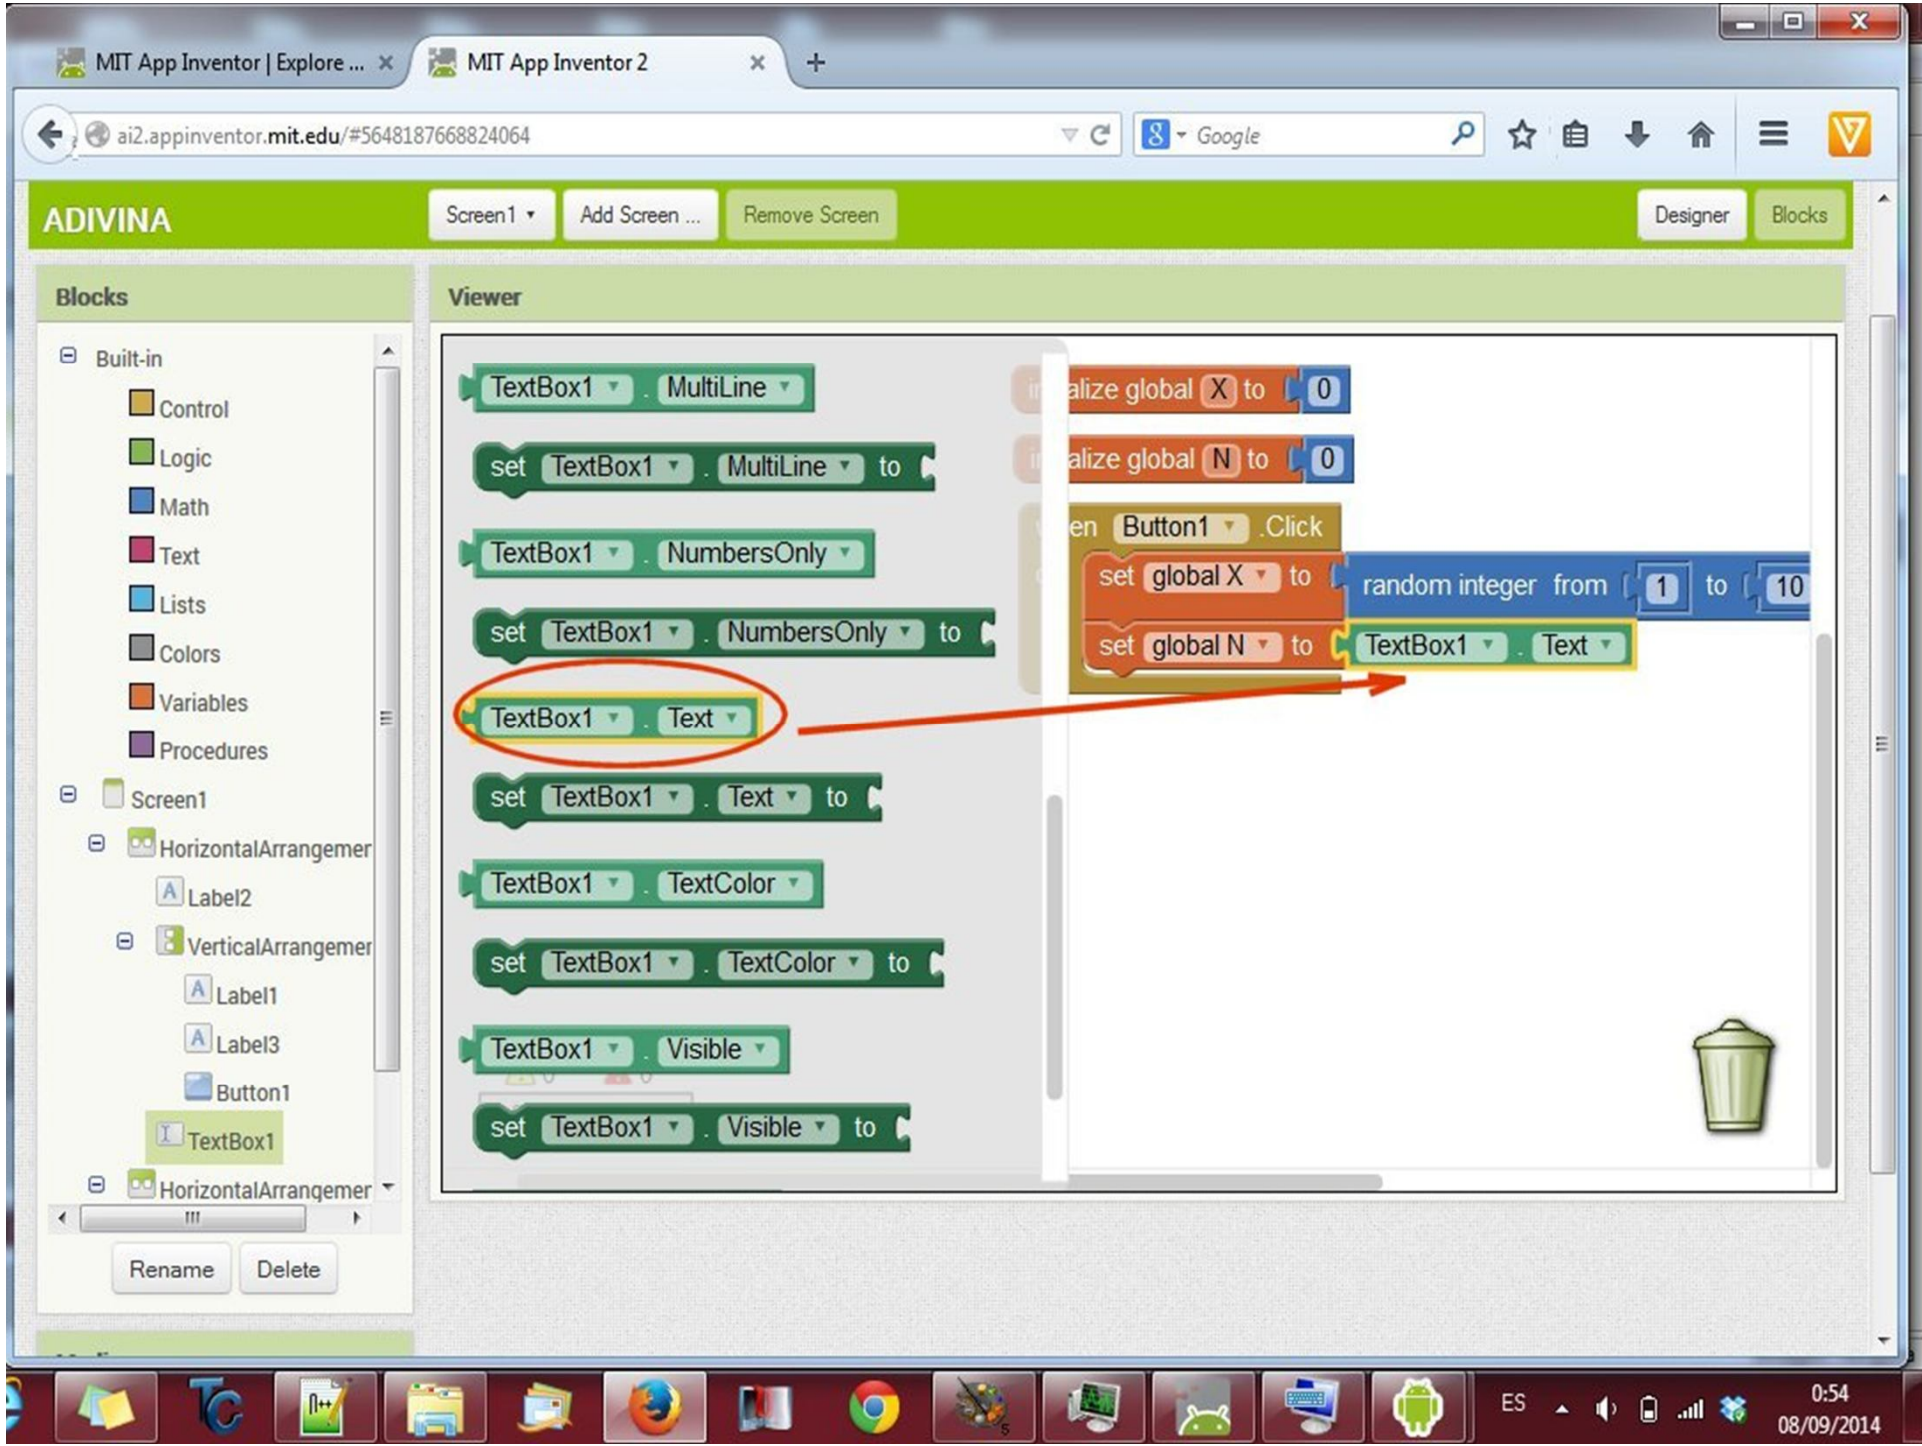 MIT App Inventor | Explore ...
MIT App Inventor 2
ai2.appinventor.mit.edu/#5648187668824064
Google
ADIVINA
Screen1
Add Screen ...
Remove Screen
Designer
Blocks
Blocks
Built-in
Control
Logic
Math
Text
Lists
Colors
Variables
Procedures
Screen1
HorizontalArrangemer
Label2
VerticalArrangemer
Label1
Label3
Button1
TextBox1
HorizontalArrangemer
Rename
Delete
Viewer
TextBox1 . MultiLine
set TextBox1 . MultiLine to
TextBox1 . NumbersOnly
set TextBox1 . NumbersOnly to
TextBox1 . Text
set TextBox1 . Text to
TextBox1 . TextColor
set TextBox1 . TextColor to
TextBox1 . Visible
set TextBox1 . Visible to
alize global X to 0
alize global N to 0
en Button1 .Click
set global X to random integer from 1 to 10
set global N to TextBox1 . Text
ES
0:54
08/09/2014